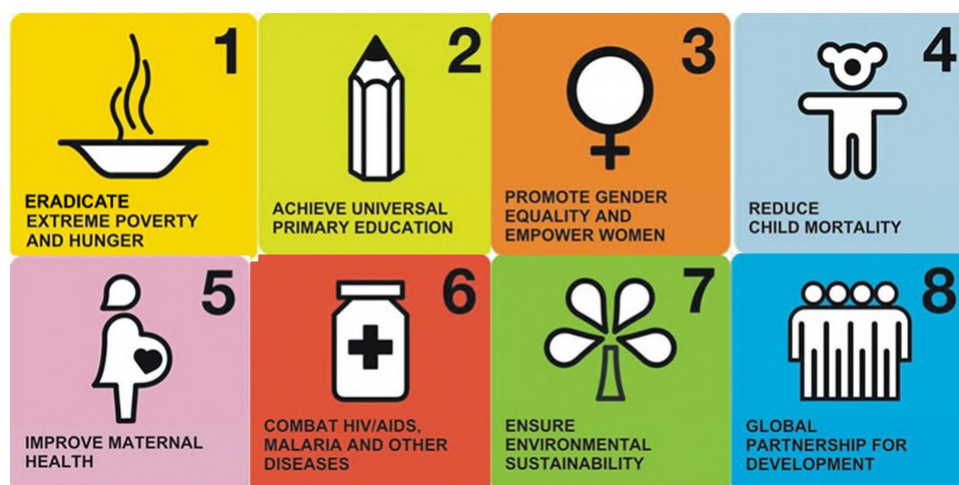 1
ERADICATE
EXTREME POVERTY
AND HUNGER
2
ACHIEVE UNIVERSAL
PRIMARY EDUCATION
3
PROMOTE GENDER
EQUALITY AND
EMPOWER WOMEN
4
REDUCE
CHILD MORTALITY
5
IMPROVE MATERNAL
HEALTH
6
COMBAT HIV/AIDS,
MALARIA AND OTHER
DISEASES
7
ENSURE
ENVIRONMENTAL
SUSTAINABILITY
8
GLOBAL
PARTNERSHIP FOR
DEVELOPMENT